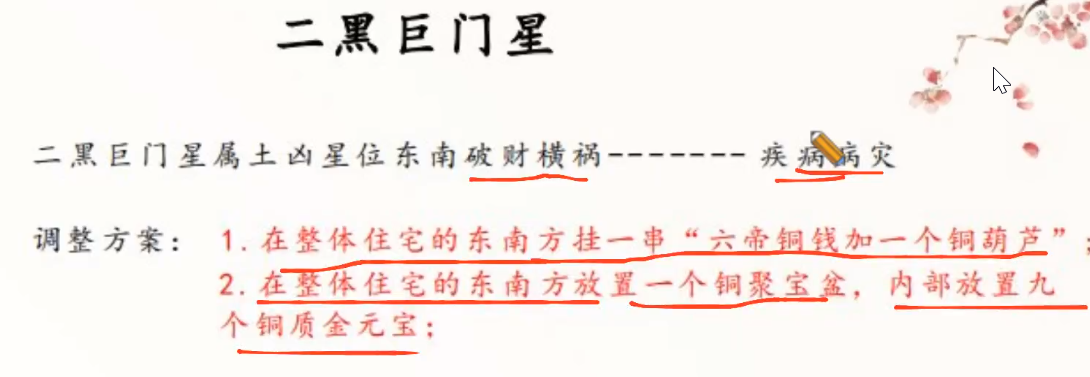 二黑巨门星
二黑巨门星属土凶星位东南破财横祸------- 疾病病灾
调整方案： 1. 在整体住宅的东南方挂一串“六帝铜钱加一个铜葫芦”;
2. 在整体住宅的东南方放置一个铜聚宝盆，内部放置九
个铜质金元宝；